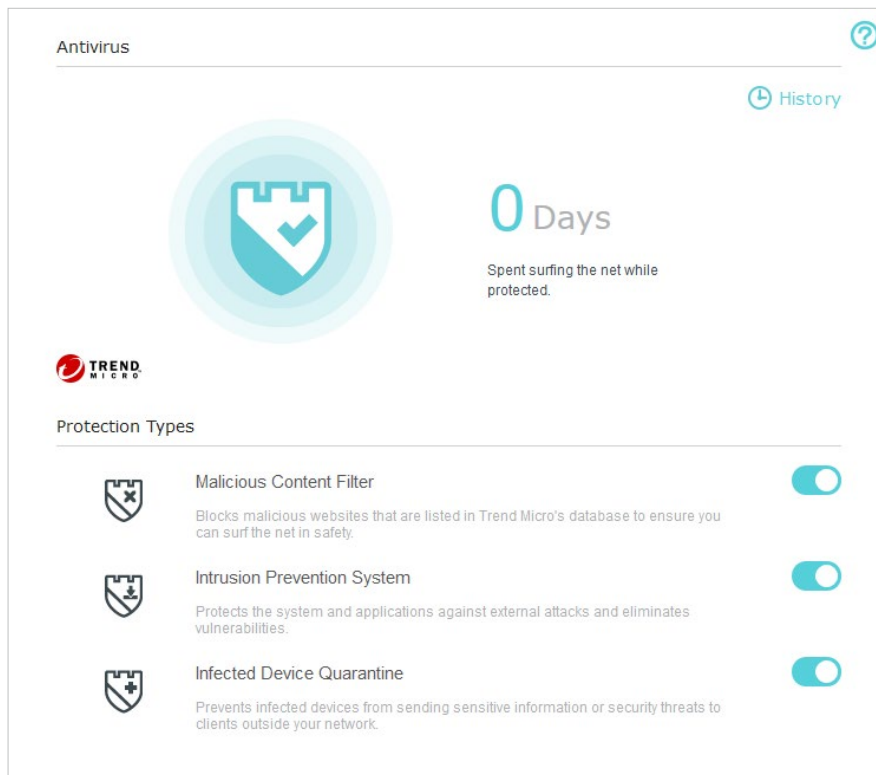 Antivirus
?
History
0 Days
Spent surfing the net while
protected.
TREND
MICRO
Protection Types
Malicious Content Filter
Blocks malicious websites that are listed in Trend Micro's database to ensure you
can surf the net in safety.
Intrusion Prevention System
Protects the system and applications against external attacks and eliminates
vulnerabilities.
Infected Device Quarantine
Prevents infected devices from sending sensitive information or security threats to
clients outside your network.